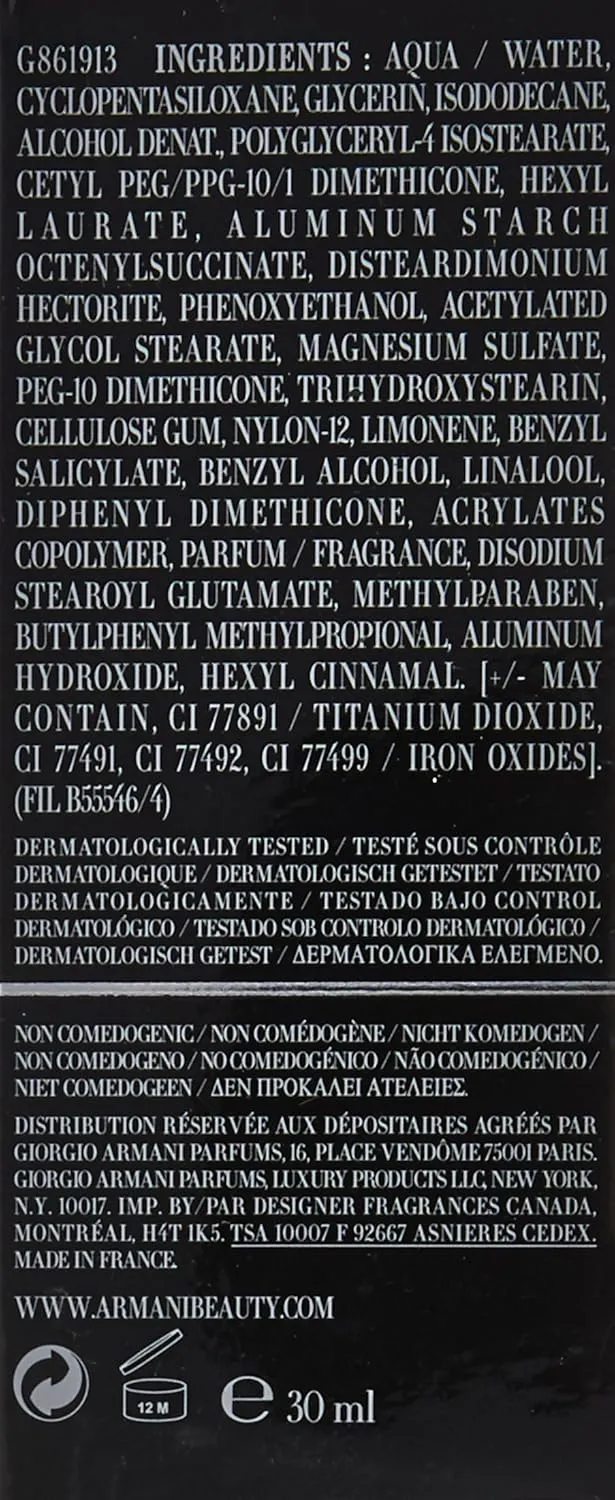 G861913 INGREDIENTS : AQUA / WATER,
CYCLOPENTASILOXANE, GLYCERIN, ISODODECANE,
ALCOHOL DENAT., POLYGLYCERYL-4 ISOSTEARATE,
CETYL PEG/PPG-10/1 DIMETHICONE, HEXYL
LAURATE, ALUMINUM STARCH
OCTENYLSUCCINATE, DISTEARDIMONIUM
HECTORITE, PHENOXYETHANOL, ACETYLATED
GLYCOL STEARATE, MAGNESIUM SULFATE,
PEG-10 DIMETHICONE, TRIHYDROXYSTEARIN,
CELLULOSE GUM, NYLON-12, LIMONENE, BENZYL
SALICYLATE, BENZYL ALCOHOL, LINALOOL,
DIPHENYL DIMETHICONE, ACRYLATES
COPOLYMER, PARFUM / FRAGRANCE, DISODIUM
STEAROYL GLUTAMATE, METHYLPARABEN,
BUTYLPHENYL METHYLPROPIONAL, ALUMINUM
HYDROXIDE, HEXYL CINNAMAL. [+/- MAY
CONTAIN, CI 77891 / TITANIUM DIOXIDE,
CI 77491, CI 77492, CI 77499 / IRON OXIDES].
(FIL B55546/4)
DERMATOLOGICALLY TESTED / TESTÉ SOUS CONTRÔLE
DERMATOLOGIQUE / DERMATOLOGISCH GETESTET / TESTATO
DERMATOLOGICAMENTE / TESTADO BAJO CONTROL
DERMATOLÓGICO / TESTADO SOB CONTROLO DERMATOLÓGICO /
DERMATOLOGISCH GETEST / ΔΕΡΜΑΤΟΛΟΓΙΚΑ ΕΛΕΓΜΕΝΟ.
NON COMEDOGENIC / NON COMÉDOGÈNE / NICHT KOMEDOGEN /
NON COMEDOGENO / NO COMEDOGÉNICO / NÃO COMEDOGÉNICO /
NIET COMEDOGEEN / ΔΕΝ ΠΡΟΚΑΛΕΙ ΑΤΕΛΕΙΕΣ.
DISTRIBUTION RÉSERVÉE AUX DÉPOSITAIRES AGRÉÉS PAR
GIORGIO ARMANI PARFUMS, 16, PLACE VENDÔME 75001 PARIS.
GIORGIO ARMANI PARFUMS, LUXURY PRODUCTS LLC, NEW YORK,
N.Y. 10017. IMP. BY/PAR DESIGNER FRAGRANCES CANADA,
MONTRÉAL, H4T 1K5. TSA 10007 F 92667 ASNIERES CEDEX.
MADE IN FRANCE.
WWW.ARMANIBEAUTY.COM
12 M
e 30 ml